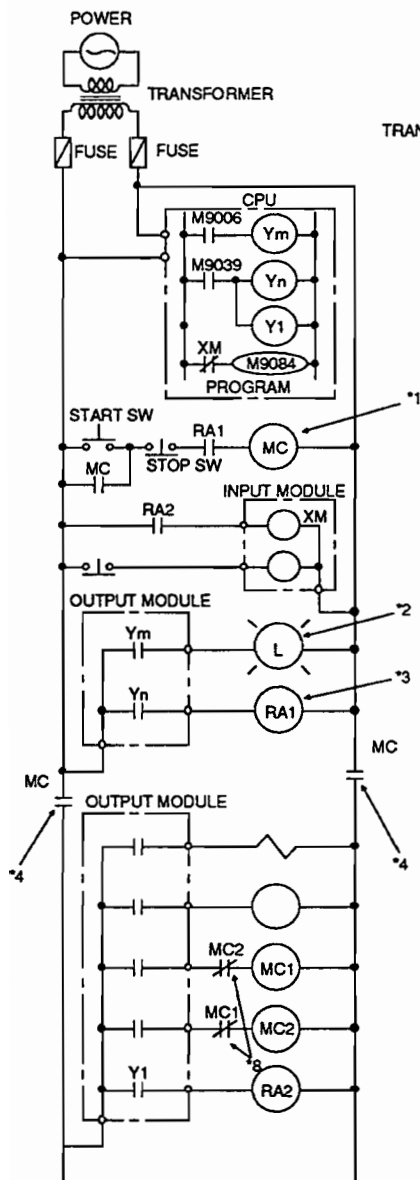 POWER
TRANSFORMER
TRAN
FUSE
FUSE
CPU
M9006
Ym
M9039
Yn
Y1
XM
M9084
PROGRAM
*1
START SW
RA1
MC
STOP SW
MC
INPUT MODULE
RA2
XM
OUTPUT MODULE
Ym
L
*2
Yn
RA1
*3
MC
MC
OUTPUT MODULE
*4
*4
MC2
MC1
MC1
MC2
*8
Y1
RA2